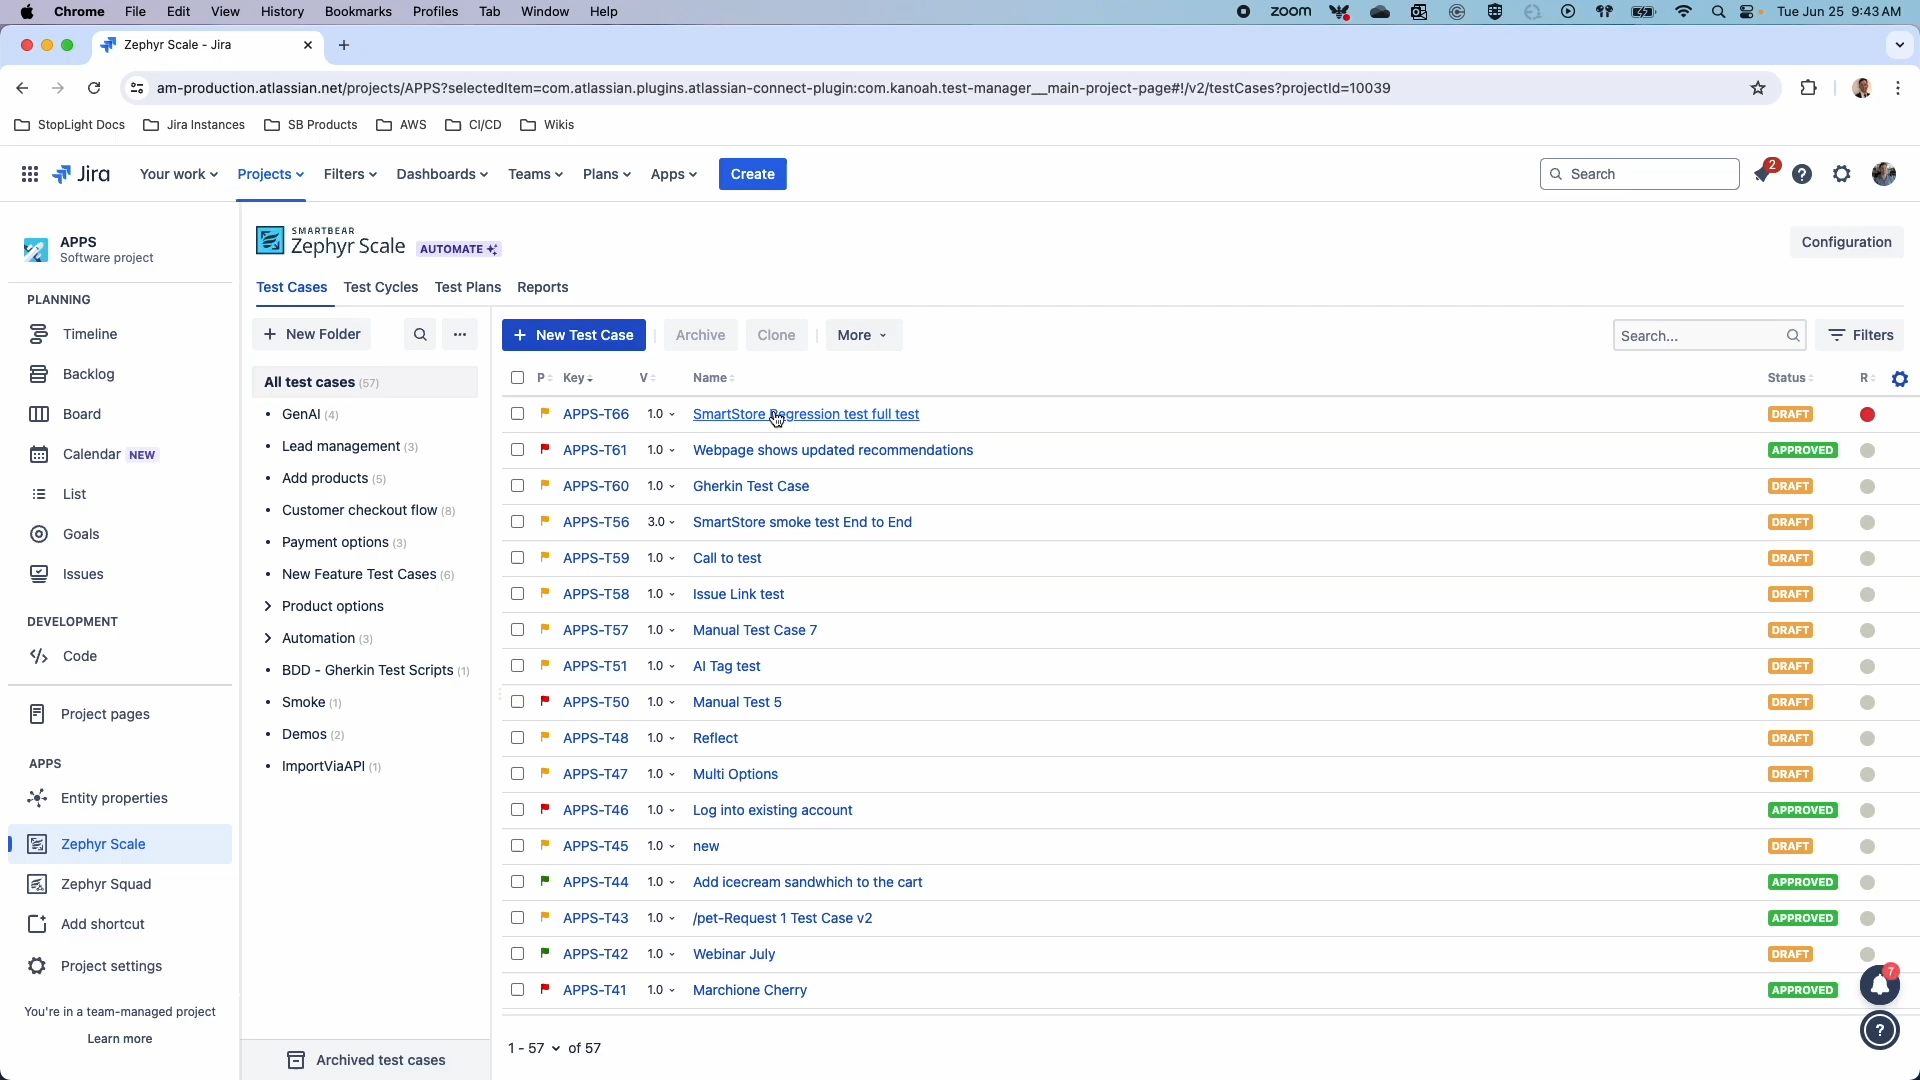 Chrome File Edit View History Bookmarks Profiles Tab Window Help
zoom Tue Jun 25 9:43 AM
Zephyr Scale - Jira
am-production.atlassian.net/projects/APPS?selectedItem=com.atlassian.plugins.atlassian-connect-plugin:com.kanoah.test-manager__main-project-page#!/v2/testCases?projectId=10039
StopLight Docs Jira Instances SB Products AWS CI/CD Wikis
Jira Your work Projects Filters Dashboards Teams Plans Apps Create Search 2
APPS
Software project
PLANNING
Timeline
Backlog
Board
Calendar NEW
List
Goals
Issues
DEVELOPMENT
Code
Project pages
APPS
Entity properties
Zephyr Scale
Zephyr Squad
Add shortcut
Project settings
You're in a team-managed project
Learn more
SMARTBEAR
Zephyr Scale AUTOMATE
Configuration
Test Cases Test Cycles Test Plans Reports
+ New Folder ...
All test cases (57)
• GenAI (4)
• Lead management (3)
• Add products (5)
• Customer checkout flow (8)
• Payment options (3)
• New Feature Test Cases (6)
Product options
Automation (3)
• BDD - Gherkin Test Scripts (1)
• Smoke (1)
• Demos (2)
• ImportViaAPI (1)
Archived test cases
+ New Test Case Archive Clone More Search... Filters
P Key V Name Status R
APPS-T66 1.0 SmartStore Regression test full test DRAFT
APPS-T61 1.0 Webpage shows updated recommendations APPROVED
APPS-T60 1.0 Gherkin Test Case DRAFT
APPS-T56 3.0 SmartStore smoke test End to End DRAFT
APPS-T59 1.0 Call to test DRAFT
APPS-T58 1.0 Issue Link test DRAFT
APPS-T57 1.0 Manual Test Case 7 DRAFT
APPS-T51 1.0 AI Tag test DRAFT
APPS-T50 1.0 Manual Test 5 DRAFT
APPS-T48 1.0 Reflect DRAFT
APPS-T47 1.0 Multi Options DRAFT
APPS-T46 1.0 Log into existing account APPROVED
APPS-T45 1.0 new DRAFT
APPS-T44 1.0 Add icecream sandwhich to the cart APPROVED
APPS-T43 1.0 /pet-Request 1 Test Case v2 APPROVED
APPS-T42 1.0 Webinar July DRAFT
APPS-T41 1.0 Marchione Cherry APPROVED
7
?
1 - 57 of 57